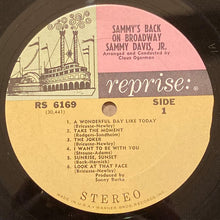 SAMMY'S BACK
ON BROADWAY
SAMMY DAVIS, JR.
Arranged and Conducted by
Claus Ogerman
reprise:
RS 6169
(30,441)
SIDE
1
1. A WONDERFUL DAY LIKE TODAY
(Bricusse-Newley)
2. TAKE THE MOMENT
(Rodgers-Sondheim)
3. THE JOKER
(Bricusse-Newley)
4. I WANT TO BE WITH YOU
(Strouse-Adams)
5. SUNRISE, SUNSET
(Bock-Harnick)
6. LOOK AT THAT FACE
(Bricusse-Newley)
Produced by
Sonny Burke
STEREO